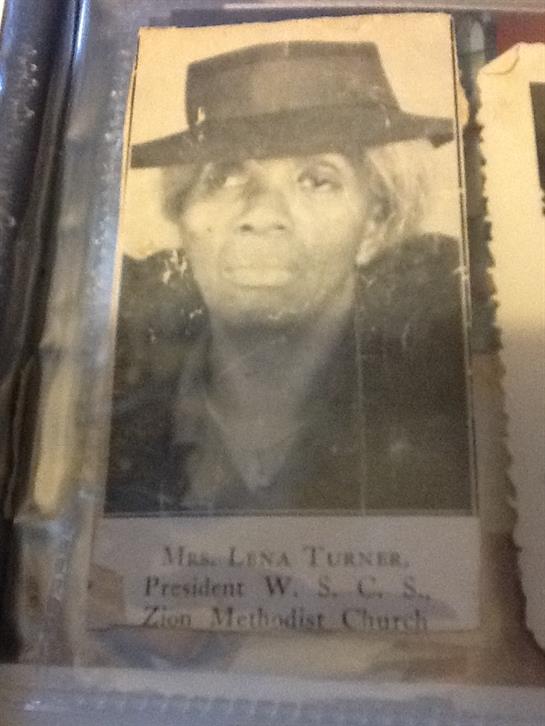 MRS. LENA TURNER,
President W. S. C. S.,
Zion Methodist Church